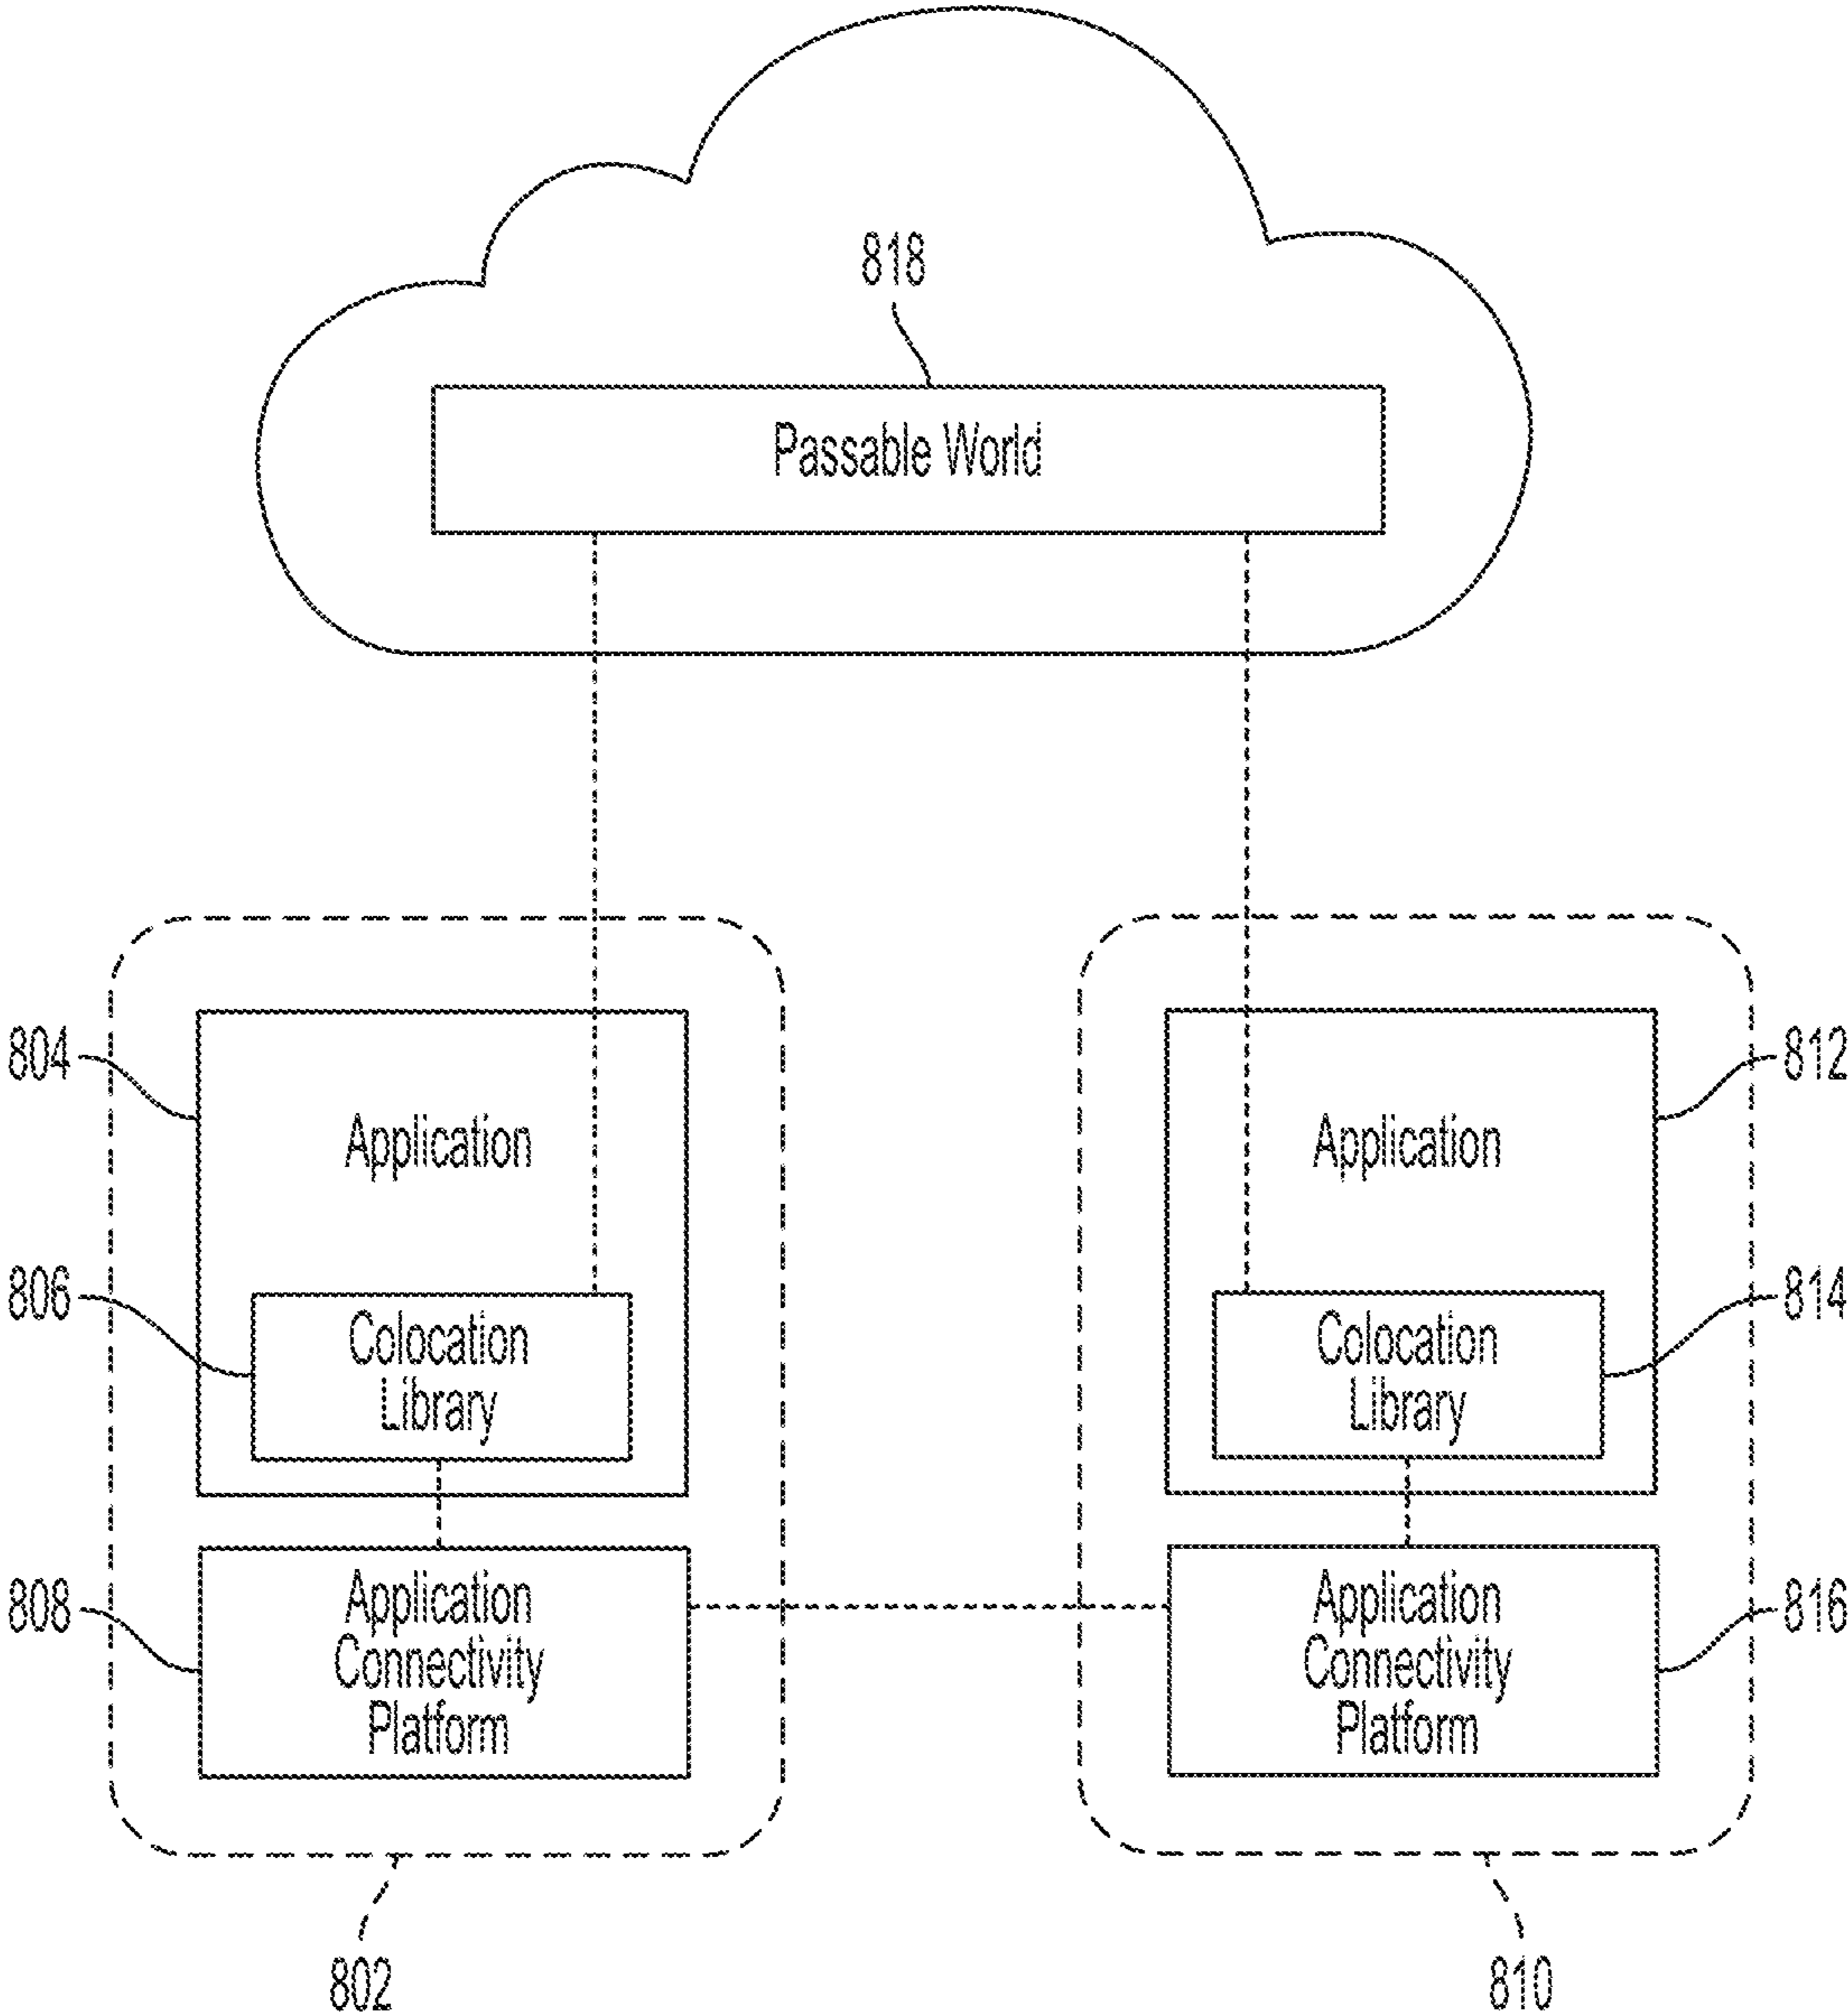 818
Passable World
804
Application
812
Application
806
Colocation
Library
814
Colocation
Library
808
Application
Connectivity
Platform
816
Application
Connectivity
Platform
802
810